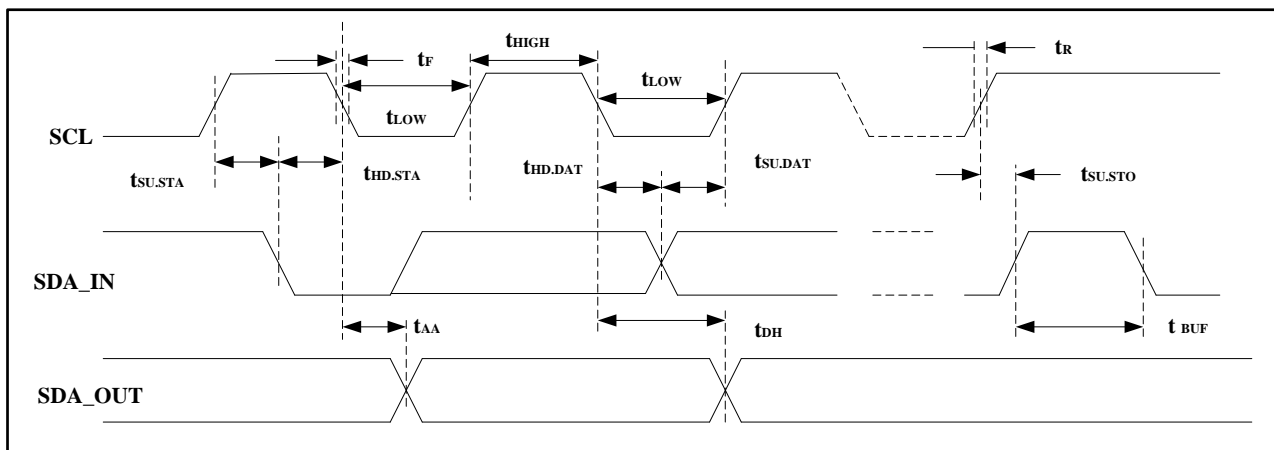 tHIGH
tF
tR
tLOW
tLOW
SCL
tSU.STA
tHD.STA
tHD.DAT
tSU.DAT
tSU.STO
SDA_IN
tAA
tDH
t BUF
SDA_OUT